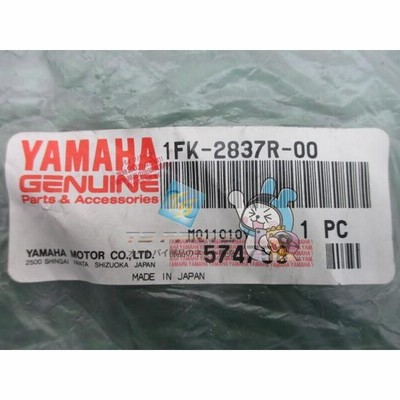 YAMAHA
GENUINE
Parts & Accessories
1FK-2837R-00
1 PC
YAMAHA MOTOR CO.,LTD.
2500 SHINGAI IWATA SHIZUOKA JAPAN
MADE IN JAPAN